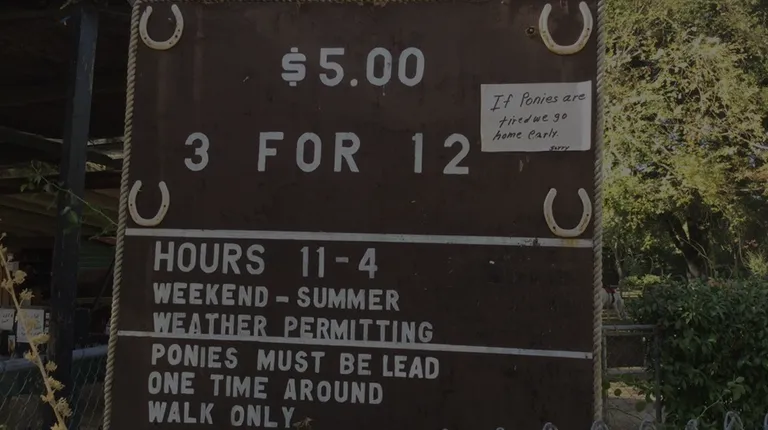 $5.00
3 FOR 12
If Ponies are
tired we go
home early.
sorry
HOURS 11-4
WEEKEND - SUMMER
WEATHER PERMITTING
PONIES MUST BE LEAD
ONE TIME AROUND
WALK ONLY